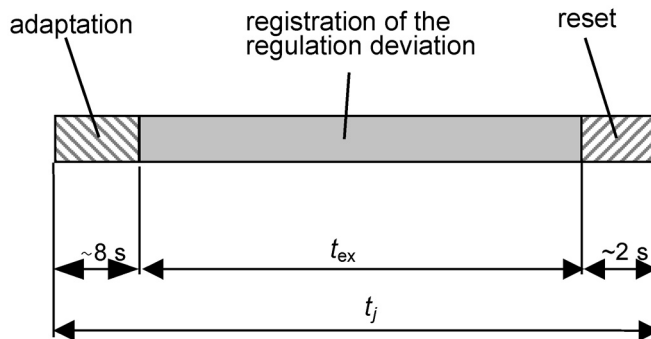 adaptation
registration of the
regulation deviation
reset
~8 s
tex
~2 s
tj